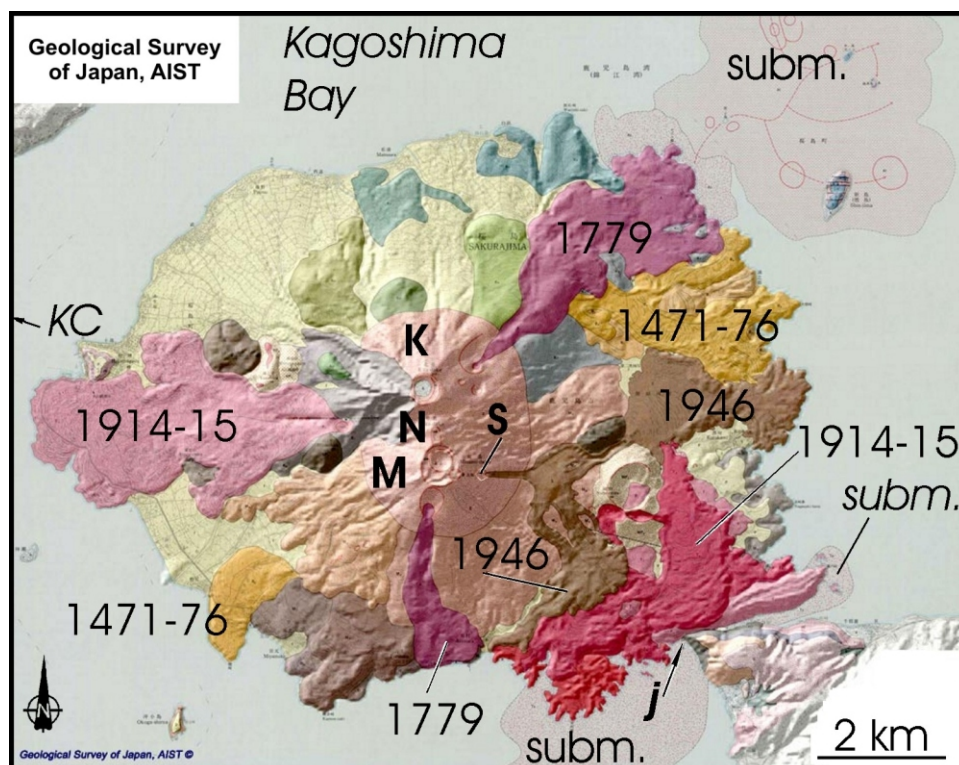 Geological Survey
of Japan, AIST
Kagoshima
Bay
subm.
1779
SAKURAJIMA
KC
K
1471-76
1914-15
N
S
1946
M
1914-15
subm.
1946
1471-76
j
1779
subm.
2 km
N
Geological Survey of Japan, AIST ©